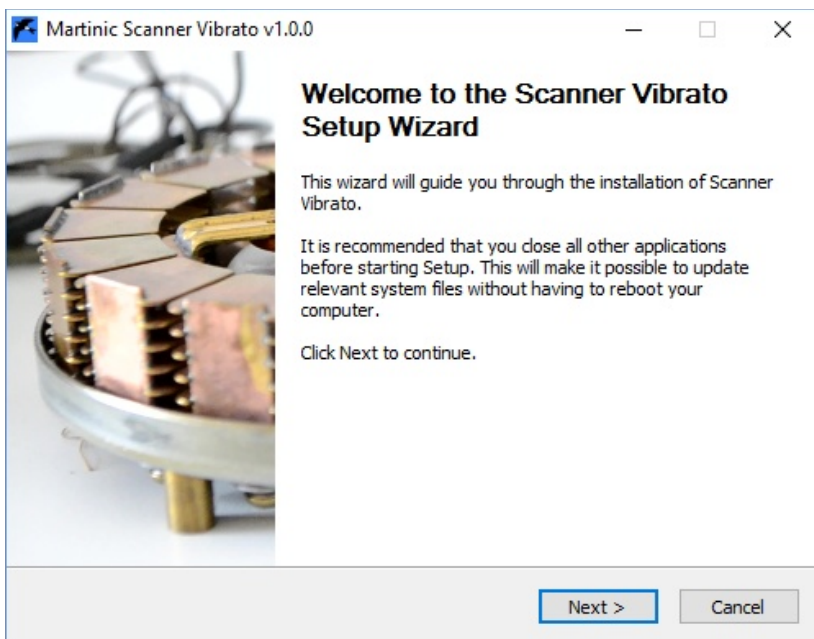 Martinic Scanner Vibrato v1.0.0
Welcome to the Scanner Vibrato
Setup Wizard
This wizard will guide you through the installation of Scanner
Vibrato.
It is recommended that you close all other applications
before starting Setup. This will make it possible to update
relevant system files without having to reboot your
computer.
Click Next to continue.
Next >
Cancel